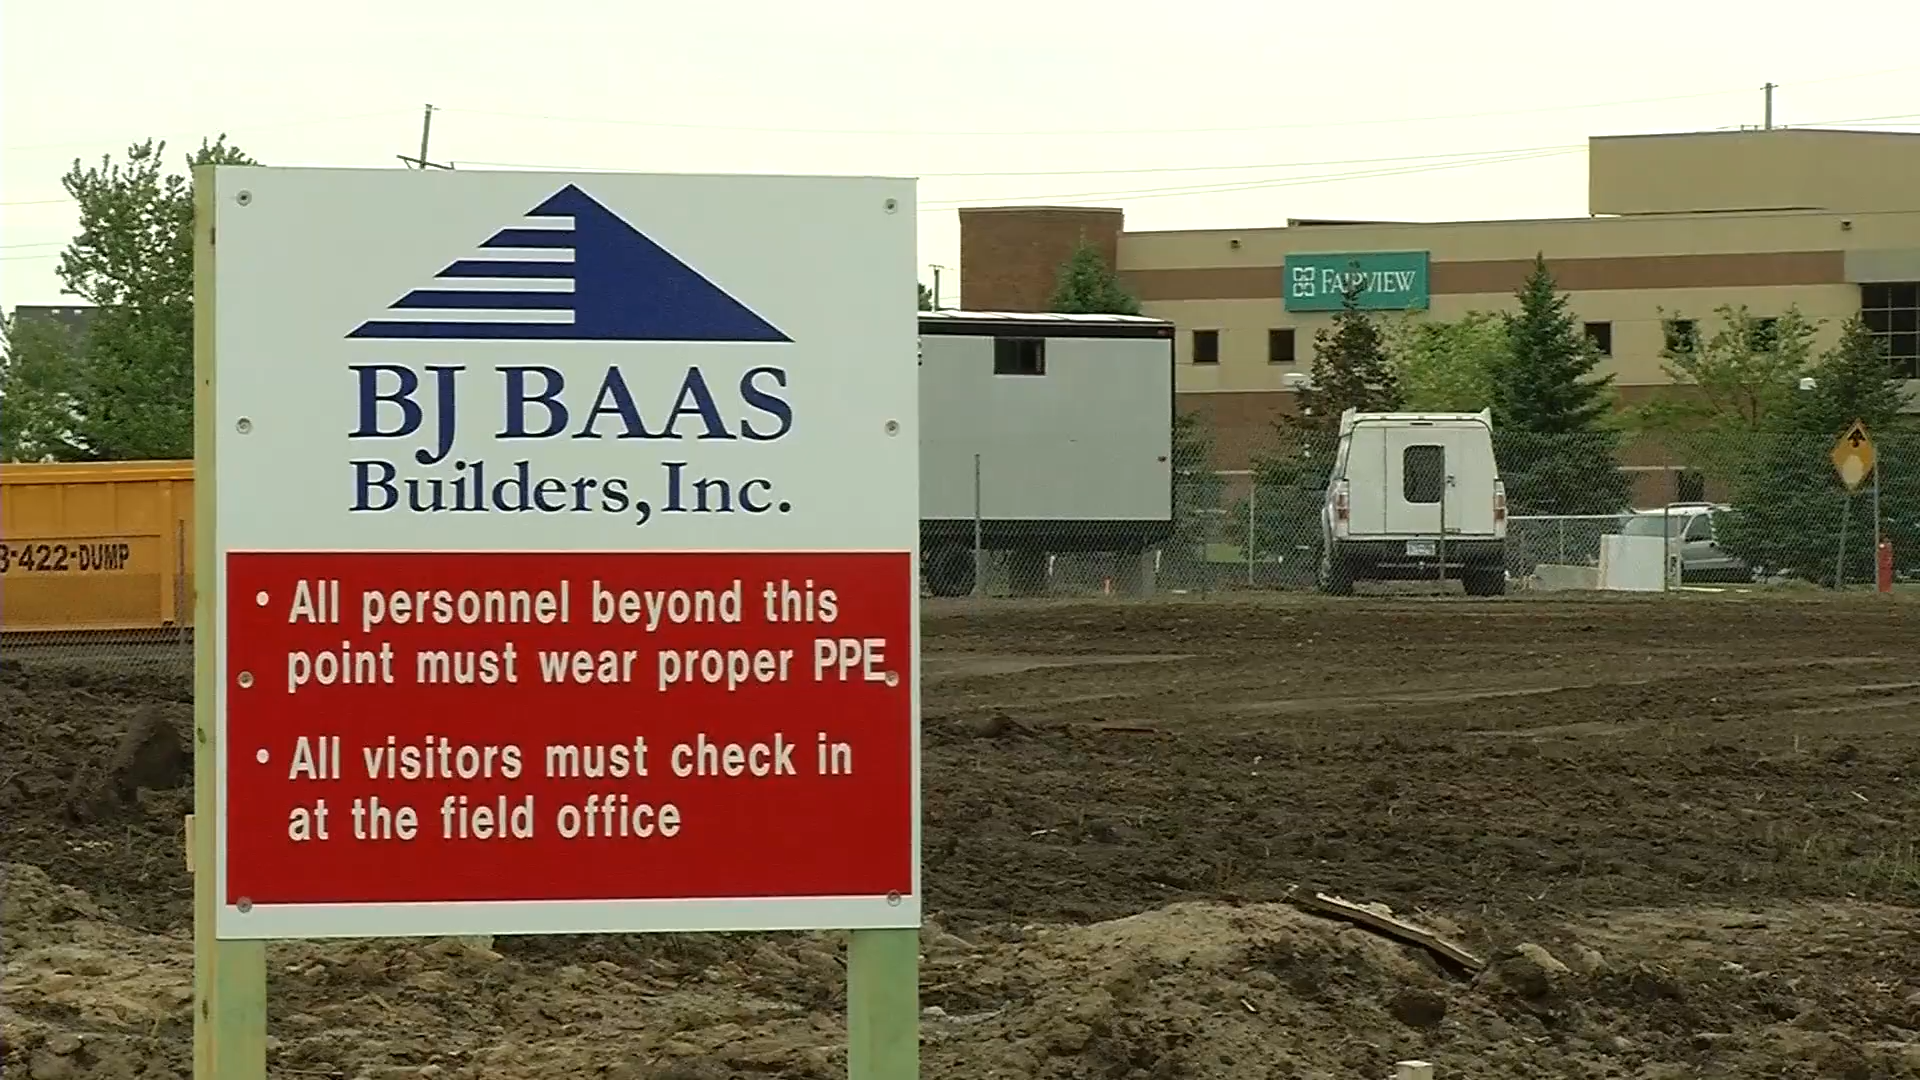 BJ BAAS
Builders, Inc.
• All personnel beyond this
point must wear proper PPE
• All visitors must check in
at the field office
FAIRVIEW
-422-DUMP